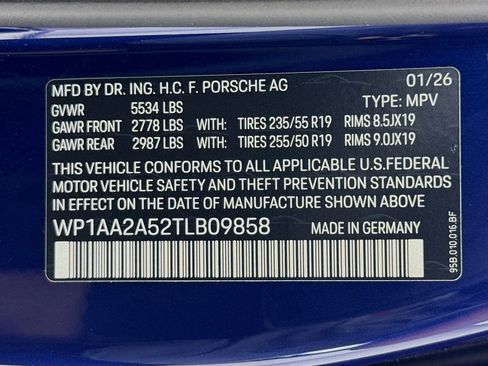 MFD BY DR. ING. H.C. F. PORSCHE AG 01/26
GVWR 5534 LBS TYPE: MPV
GAWR FRONT 2778 LBS WITH: TIRES 235/55 R19 RIMS 8.5JX19
GAWR REAR 2987 LBS WITH: TIRES 255/50 R19 RIMS 9.0JX19
THIS VEHICLE CONFORMS TO ALL APPLICABLE U.S.FEDERAL
MOTOR VEHICLE SAFETY AND THEFT PREVENTION STANDARDS
IN EFFECT ON THE DATE OF MANUFACTURE SHOWN ABOVE
WP1AA2A52TLB09858 MADE IN GERMANY
95B.010.016.BF